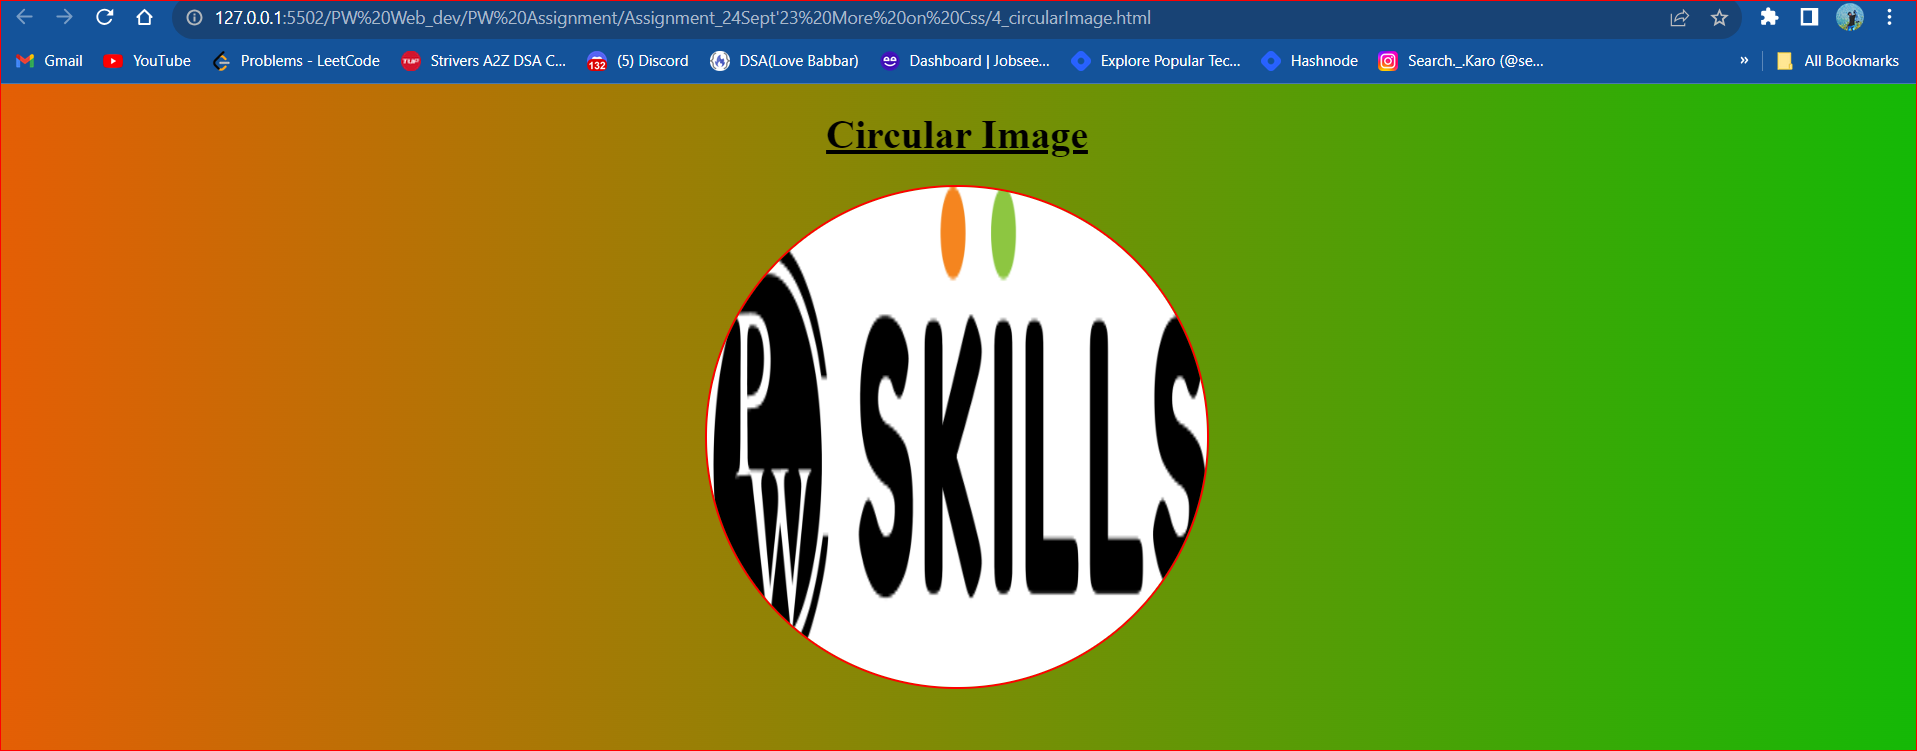 127.0.0.1:5502/PW%20Web_dev/PW%20Assignment/Assignment_24Sept'23%20More%20on%20Css/4_circularImage.html
Gmail YouTube Problems - LeetCode TUF Strivers A2Z DSA C... 132 (5) Discord DSA(Love Babbar) Dashboard | Jobsee... Explore Popular Tec... Hashnode Search._.Karo (@se... » All Bookmarks
Circular Image
PW SKILLS